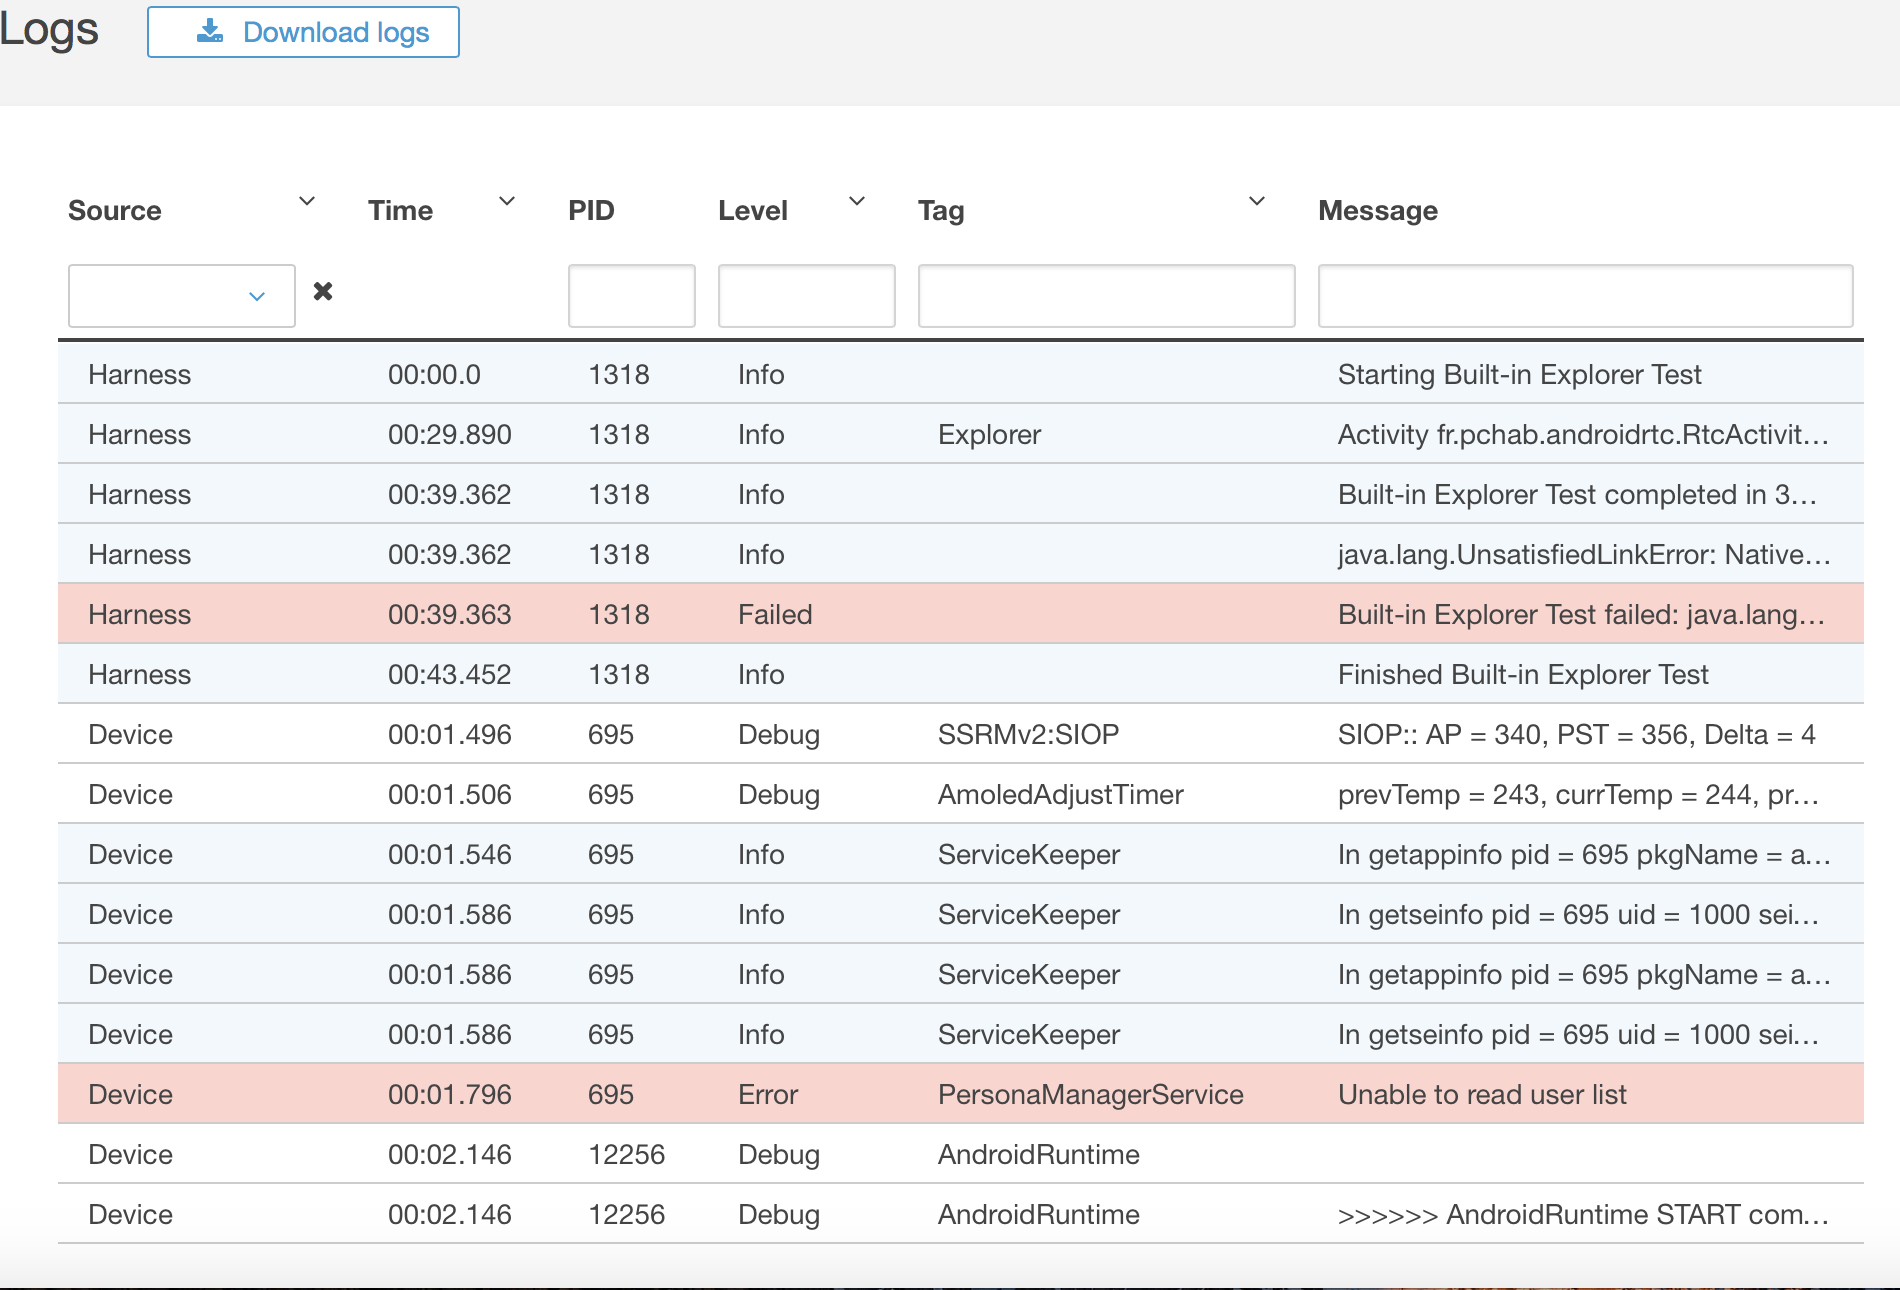 Logs Download logs
Source Time PID Level Tag Message
Harness 00:00.0 1318 Info Starting Built-in Explorer Test
Harness 00:29.890 1318 Info Explorer Activity fr.pchab.androidrtc.RtcActivit...
Harness 00:39.362 1318 Info Built-in Explorer Test completed in 3...
Harness 00:39.362 1318 Info java.lang.UnsatisfiedLinkError: Native...
Harness 00:39.363 1318 Failed Built-in Explorer Test failed: java.lang...
Harness 00:43.452 1318 Info Finished Built-in Explorer Test
Device 00:01.496 695 Debug SSRMv2:SIOP SIOP:: AP = 340, PST = 356, Delta = 4
Device 00:01.506 695 Debug AmoledAdjustTimer prevTemp = 243, currTemp = 244, pr...
Device 00:01.546 695 Info ServiceKeeper In getappinfo pid = 695 pkgName = a...
Device 00:01.586 695 Info ServiceKeeper In getseinfo pid = 695 uid = 1000 sei...
Device 00:01.586 695 Info ServiceKeeper In getappinfo pid = 695 pkgName = a...
Device 00:01.586 695 Info ServiceKeeper In getseinfo pid = 695 uid = 1000 sei...
Device 00:01.796 695 Error PersonaManagerService Unable to read user list
Device 00:02.146 12256 Debug AndroidRuntime
Device 00:02.146 12256 Debug AndroidRuntime >>>>>> AndroidRuntime START com...